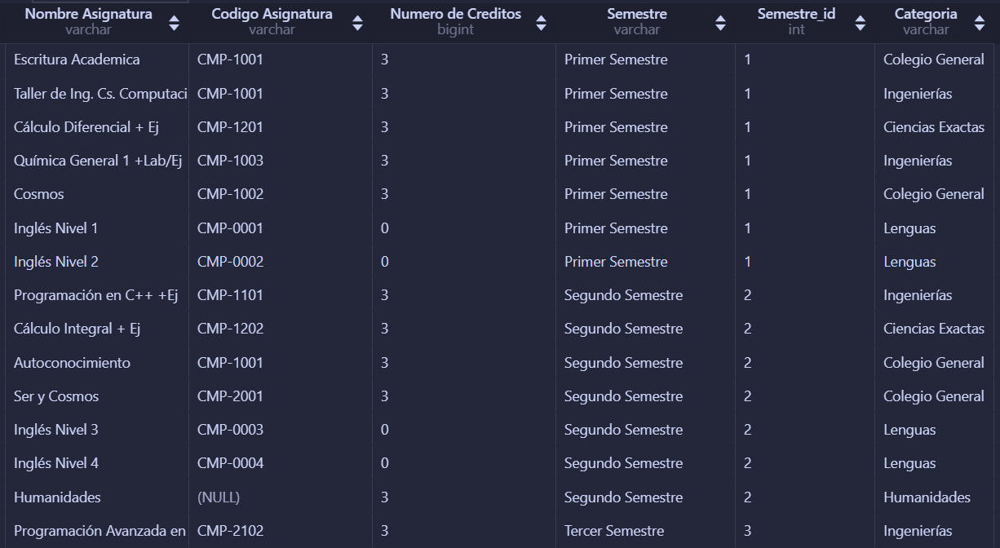 Nombre Asignatura Codigo Asignatura Numero de Creditos Semestre Semestre_id Categoria
varchar varchar bigint varchar int varchar
Escritura Academica CMP-1001 3 Primer Semestre 1 Colegio General
Taller de Ing. Cs. Computaci CMP-1001 3 Primer Semestre 1 Ingenierías
Cálculo Diferencial + Ej CMP-1201 3 Primer Semestre 1 Ciencias Exactas
Química General 1 +Lab/Ej CMP-1003 3 Primer Semestre 1 Ingenierías
Cosmos CMP-1002 3 Primer Semestre 1 Colegio General
Inglés Nivel 1 CMP-0001 0 Primer Semestre 1 Lenguas
Inglés Nivel 2 CMP-0002 0 Primer Semestre 1 Lenguas
Programación en C++ +Ej CMP-1101 3 Segundo Semestre 2 Ingenierías
Cálculo Integral + Ej CMP-1202 3 Segundo Semestre 2 Ciencias Exactas
Autoconocimiento CMP-1001 3 Segundo Semestre 2 Colegio General
Ser y Cosmos CMP-2001 3 Segundo Semestre 2 Colegio General
Inglés Nivel 3 CMP-0003 0 Segundo Semestre 2 Lenguas
Inglés Nivel 4 CMP-0004 0 Segundo Semestre 2 Lenguas
Humanidades (NULL) 3 Segundo Semestre 2 Humanidades
Programación Avanzada en CMP-2102 3 Tercer Semestre 3 Ingenierías